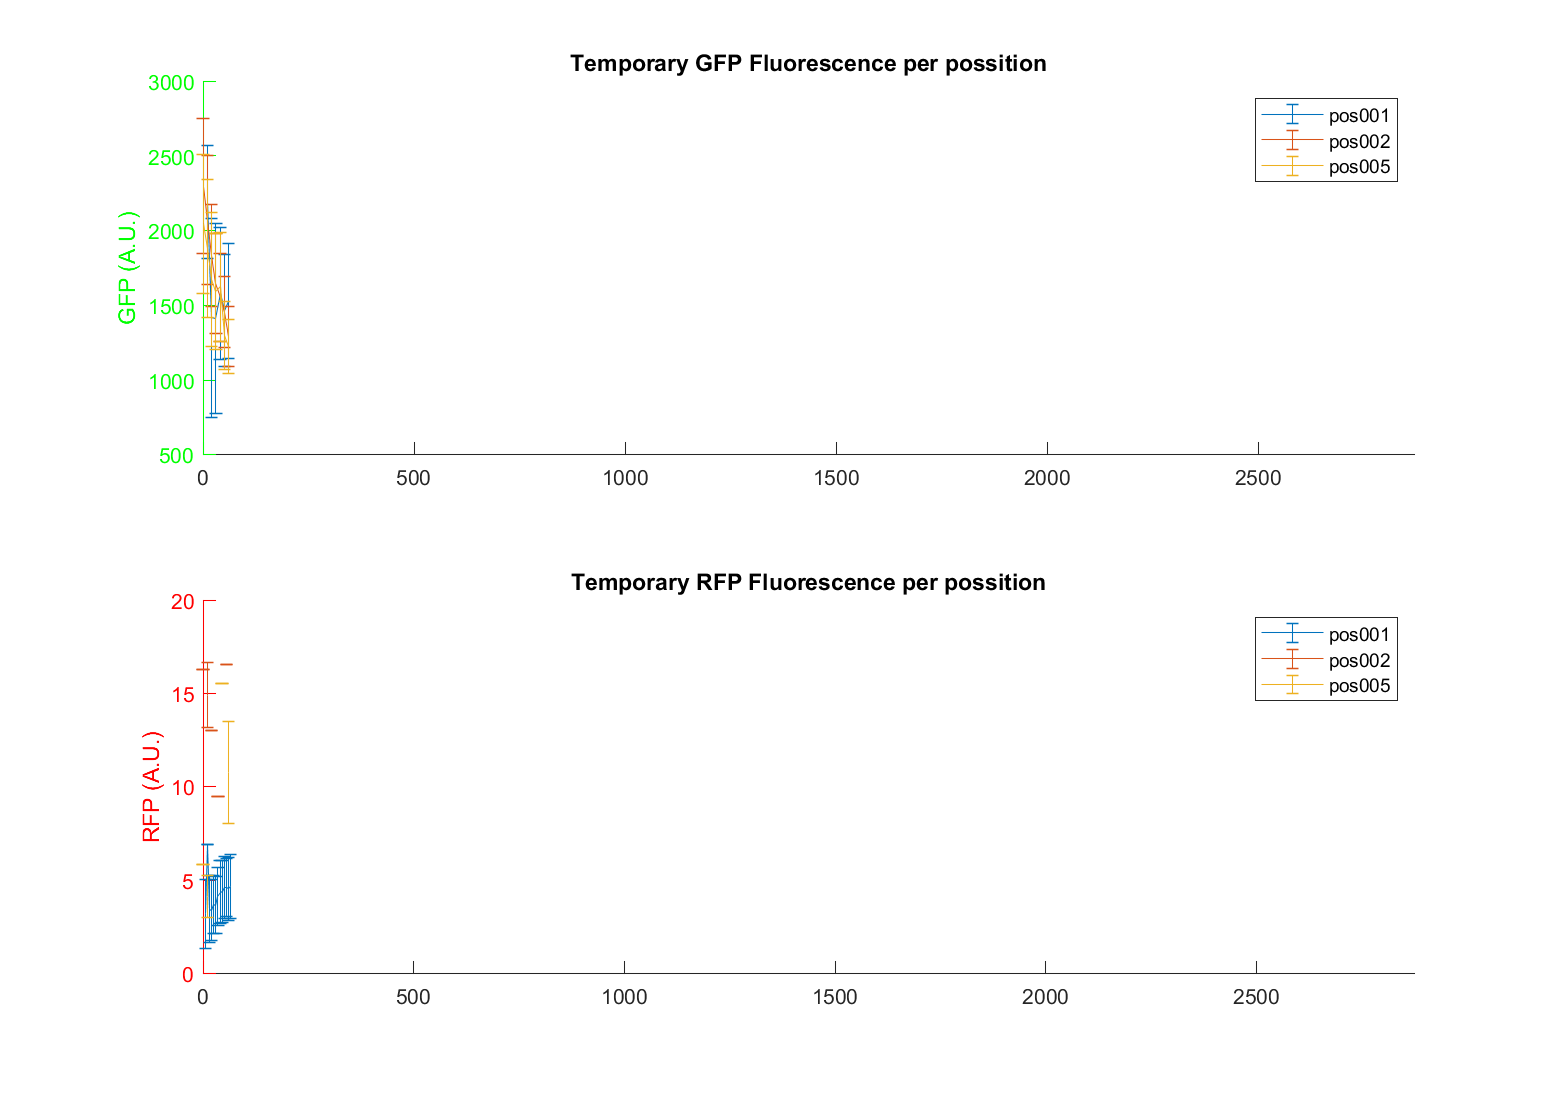 Temporary GFP Fluorescence per possition
3000
2500
2000
1500
1000
500
GFP (A.U.)
0 500 1000 1500 2000 2500
pos001
pos002
pos005
Temporary RFP Fluorescence per possition
20
15
10
5
0
RFP (A.U.)
0 500 1000 1500 2000 2500
pos001
pos002
pos005